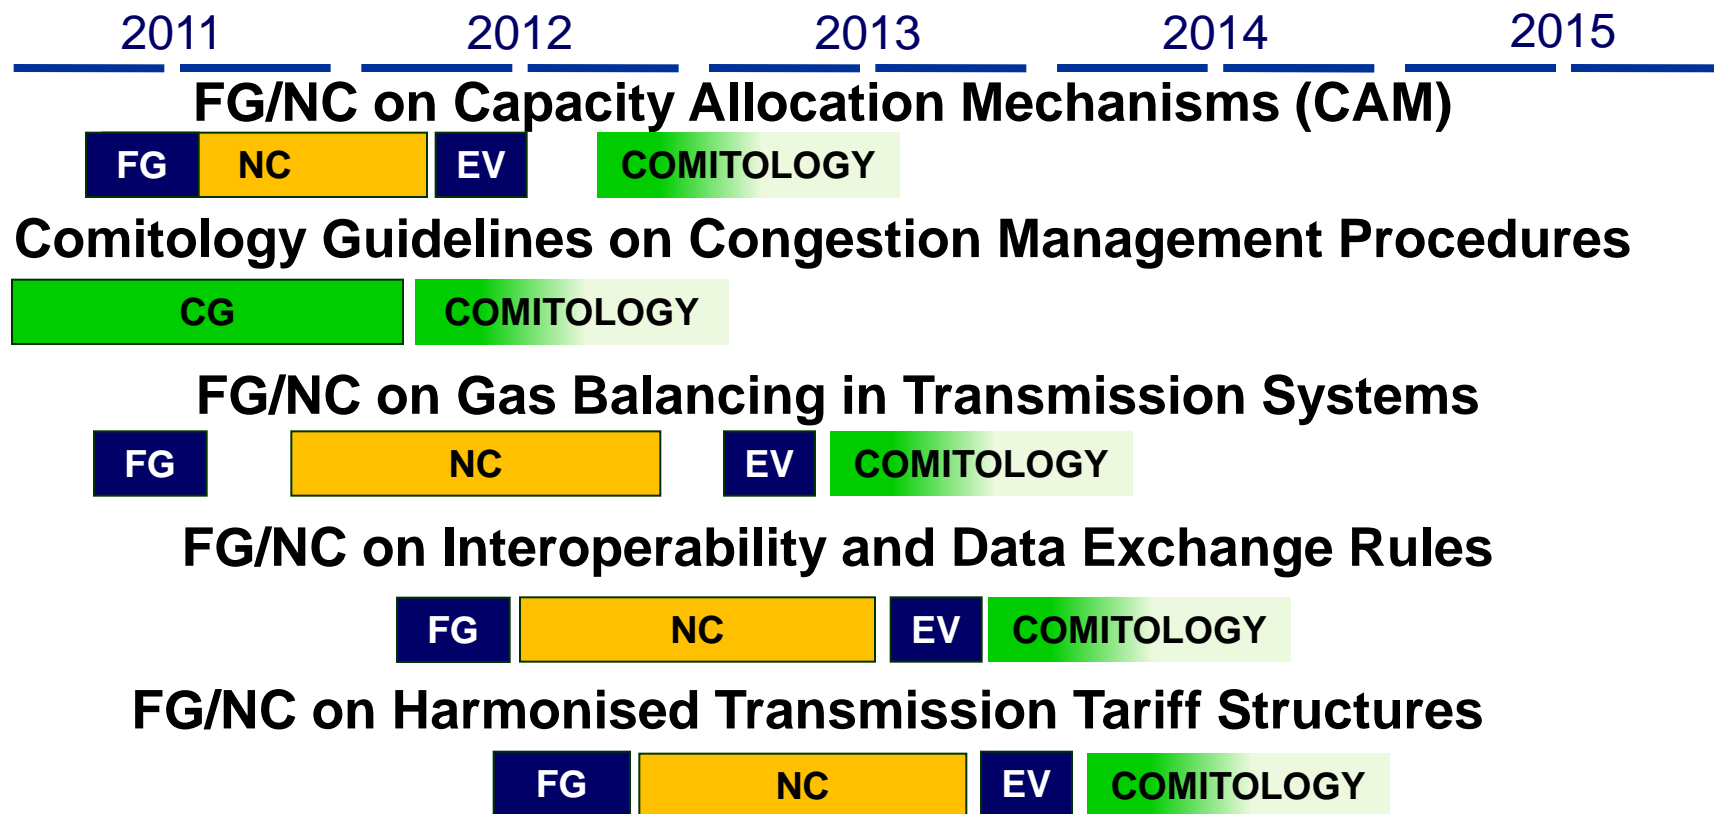 2011 2012 2013 2014 2015
FG/NC on Capacity Allocation Mechanisms (CAM)
FG NC EV COMITOLOGY
Comitology Guidelines on Congestion Management Procedures
CG COMITOLOGY
FG/NC on Gas Balancing in Transmission Systems
FG NC EV COMITOLOGY
FG/NC on Interoperability and Data Exchange Rules
FG NC EV COMITOLOGY
FG/NC on Harmonised Transmission Tariff Structures
FG NC EV COMITOLOGY